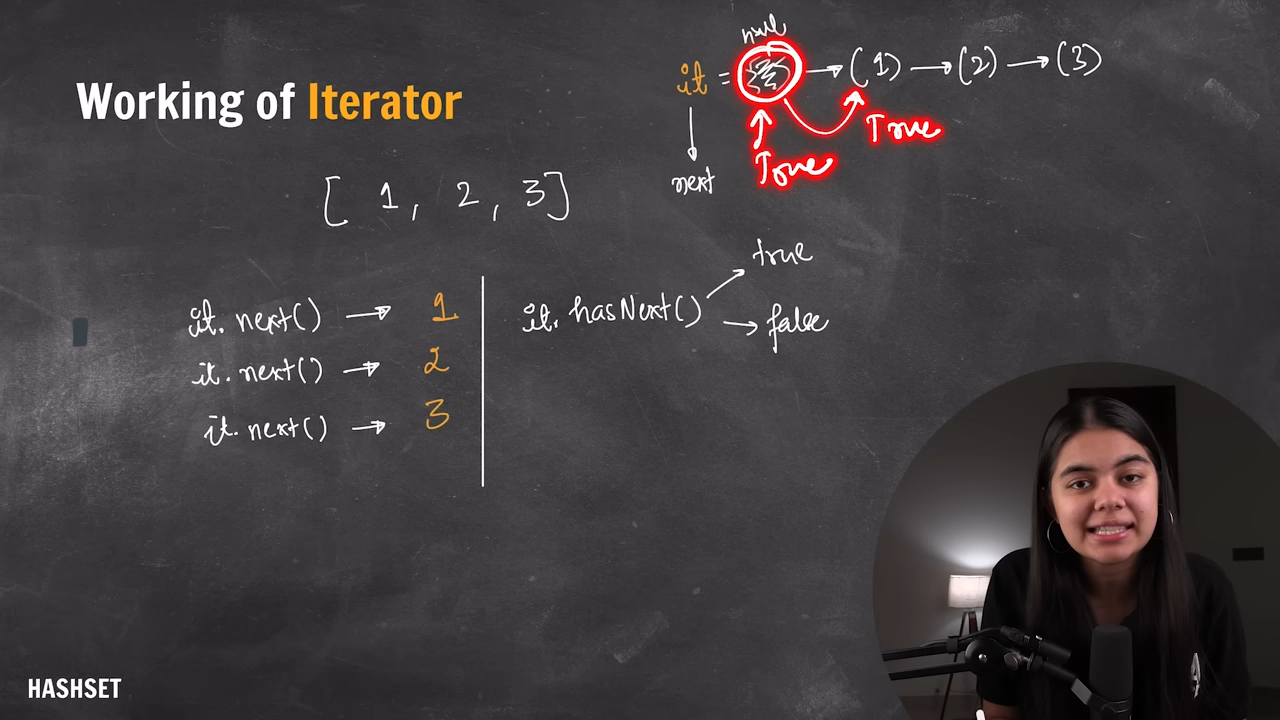 null
it = → (1) → (2) → (3)
True
True
next
Working of Iterator
[ 1, 2, 3]
it. next() → 1
it. next() → 2
it. next() → 3
it. hasNext()
true
→ false
HASHSET